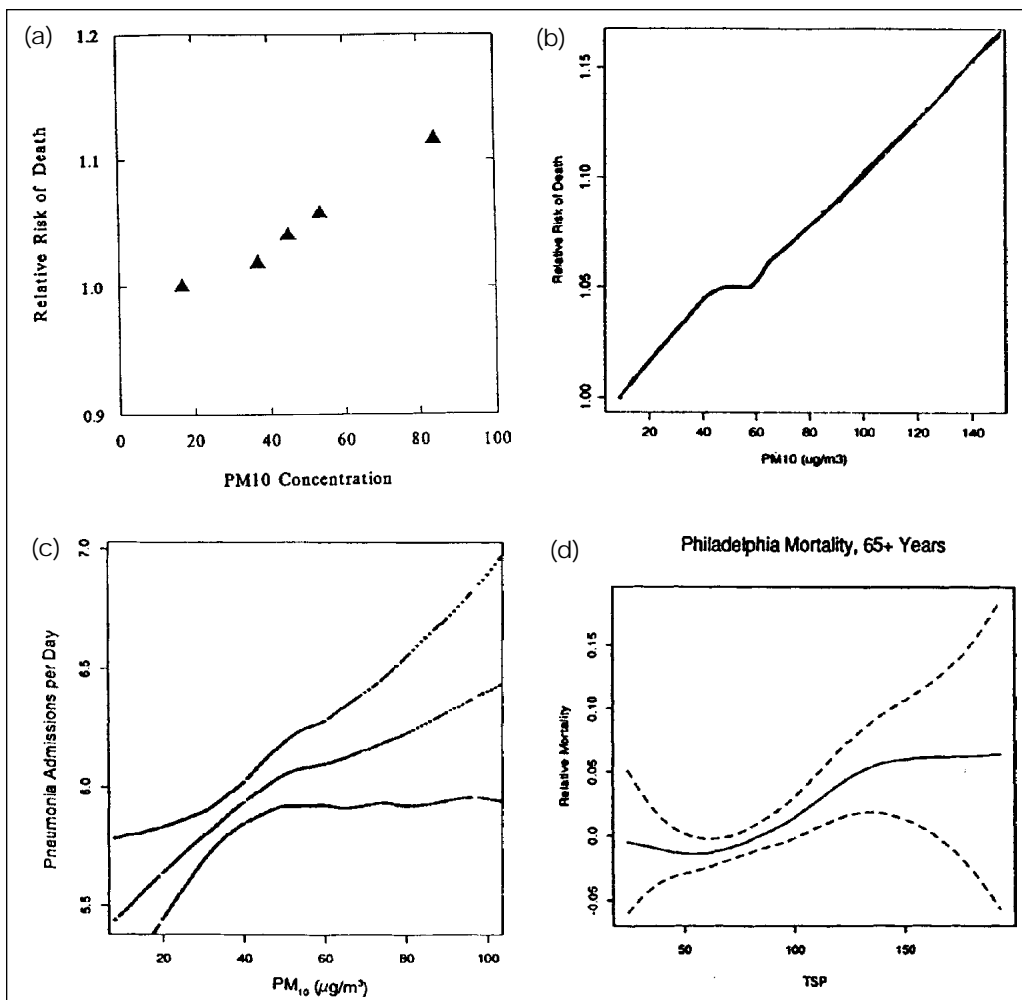 (a)
1.2
1.1
1.0
0.9
Relative Risk of Death
0 20 40 60 80 100
PM10 Concentration
(b)
1.15
1.10
1.05
1.00
Relative Risk of Death
20 40 60 80 100 120 140
PM10 (ug/m3)
(c)
7.0
6.5
6.0
5.5
Pneumonia Admissions per Day
20 40 60 80 100
PM₁₀ (µg/m³)
(d)
Philadelphia Mortality, 65+ Years
0.15
0.10
0.05
0.0
-0.05
Relative Mortality
50 100 150
TSP